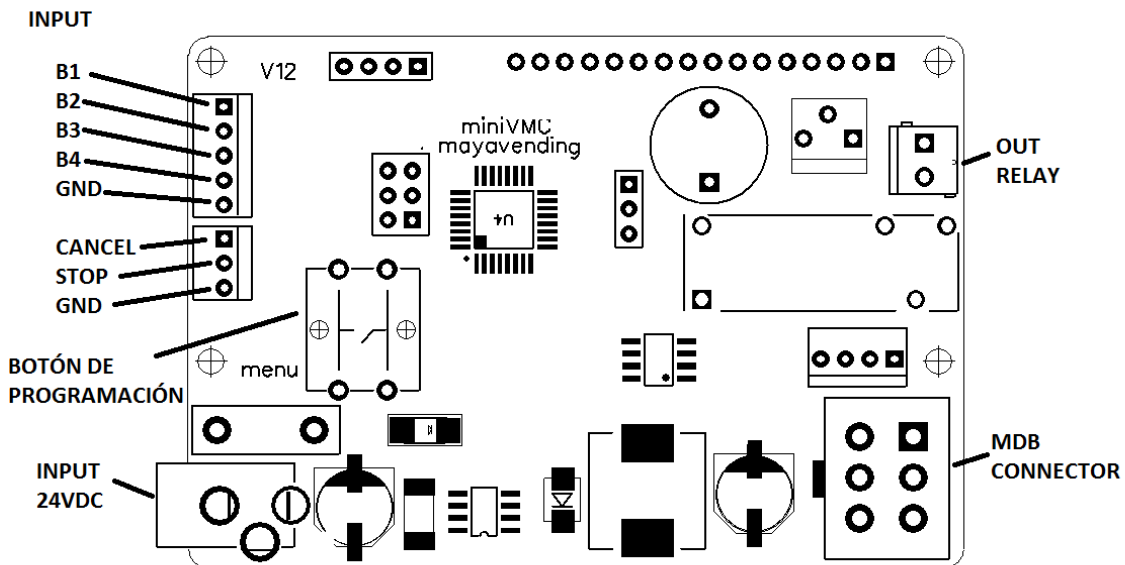 INPUT
B1
B2
B3
B4
GND
CANCEL
STOP
GND
BOTÓN DE
PROGRAMACIÓN
INPUT
24VDC
V12
miniVMC
mayavending
U4
menu
OUT
RELAY
MDB
CONNECTOR